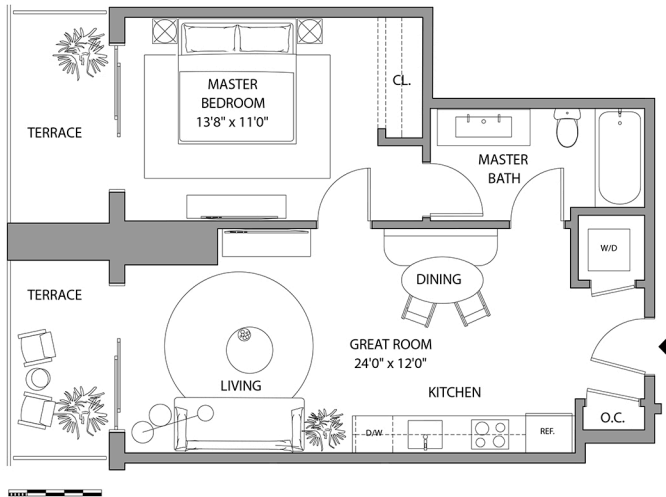 MASTER
BEDROOM
13'8" x 11'0"
CL.
TERRACE
MASTER
BATH
W/D
TERRACE
DINING
GREAT ROOM
24'0" x 12'0"
LIVING
KITCHEN
O.C.
D/W
REF.